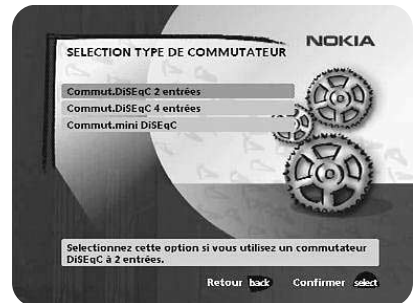 NOKIA
SELECTION TYPE DE COMMUTATEUR
Commut.DiSEqC 2 entrées
Commut.DiSEqC 4 entrées
Commut.mini DiSEqC
Selectionnez cette option si vous utilisez un commutateur
DiSEqC à 2 entrées.
Retour back Confirmer select